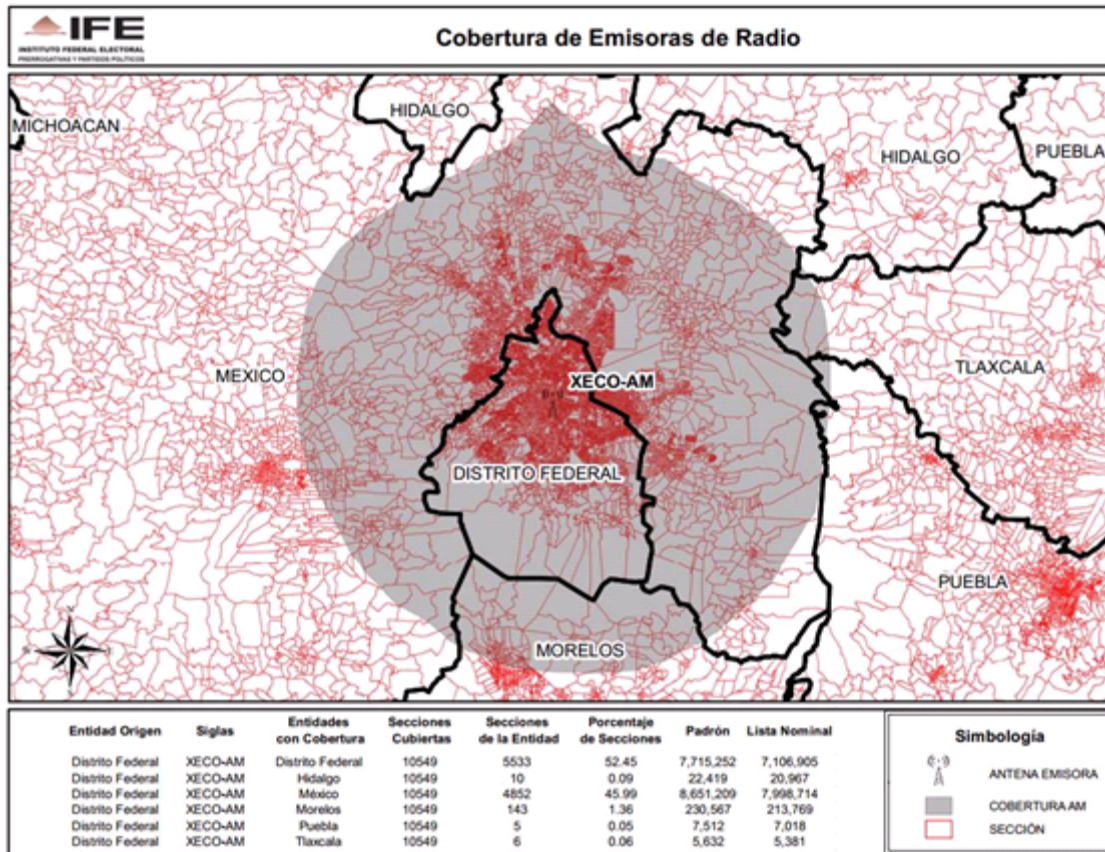 IFE
INSTITUTO FEDERAL ELECTORAL
PRERROGATIVAS Y PARTIDOS POLÍTICOS
Cobertura de Emisoras de Radio
MICHOACAN
HIDALGO
HIDALGO
PUEBLA
MEXICO
XECO-AM
TLAXCALA
DISTRITO FEDERAL
PUEBLA
MORELOS
Entidad Origen Siglas Entidades con Cobertura Secciones Cubiertas Secciones de la Entidad Porcentaje de Secciones Padrón Lista Nominal
Distrito Federal XECO-AM Distrito Federal 10549 5533 52.45 7,715,252 7,106,905
Distrito Federal XECO-AM Hidalgo 10549 10 0.09 22,419 20,967
Distrito Federal XECO-AM México 10549 4852 45.99 8,651,209 7,998,714
Distrito Federal XECO-AM Morelos 10549 143 1.36 230,567 213,769
Distrito Federal XECO-AM Puebla 10549 5 0.05 7,512 7,018
Distrito Federal XECO-AM Tlaxcala 10549 6 0.06 5,632 5,381
Simbología
ANTENA EMISORA
COBERTURA AM
SECCIÓN